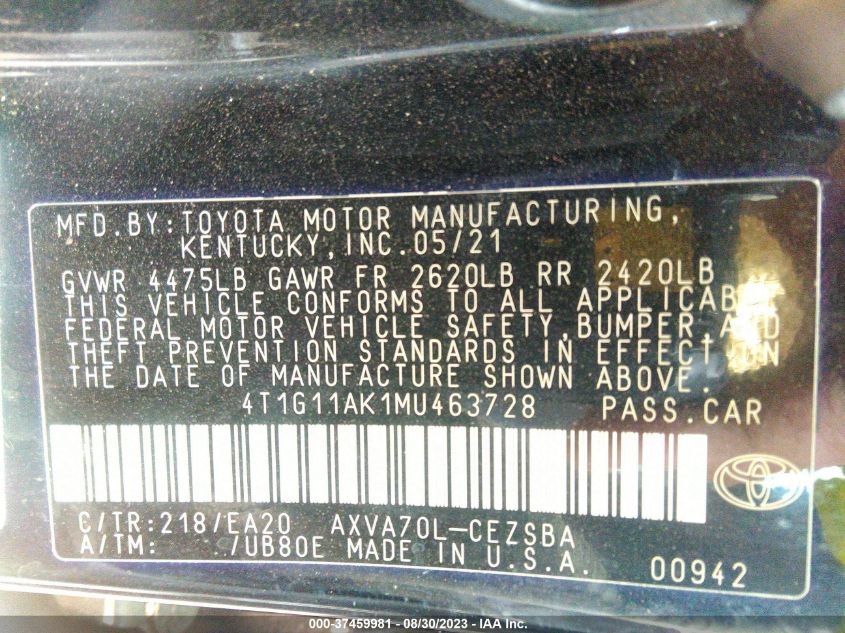 MFD.BY:TOYOTA MOTOR MANUFACTURING,
KENTUCKY,INC.05/21
GVWR 4475LB GAWR FR 2620LB RR 2420LB
THIS VEHICLE CONFORMS TO ALL APPLICABLE
FEDERAL MOTOR VEHICLE SAFETY,BUMPER,AND
THEFT PREVENTION STANDARDS IN EFFECT ON
THE DATE OF MANUFACTURE SHOWN ABOVE.
4T1G11AK1MU463728 PASS.CAR
C/TR:218/EA20 AXVA70L-CEZSBA
A/TM: /UB80E MADE IN U.S.A.
00942
000-37459981 - 08/30/2023 - IAA Inc.